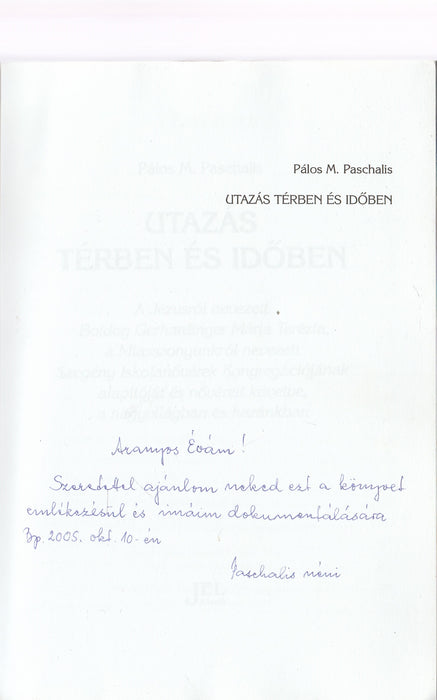 Pálos M. Paschalis
UTAZÁS TÉRBEN ÉS IDŐBEN
Pálos M. Paschalis
UTAZÁS
TÉRBEN ÉS IDŐBEN
A Jézusról nevezett
Boldog Gerhardinger Mária Terézia,
a Miasszonyunkról nevezett
Szegény Iskolanővérek Kongregációjának
alapítóját és nővéreit követve,
a nagyvilágban és hazánkban
Aranyos Évám!
Szeretettel ajánlom neked ezt a könyvet
emlékezésül és imáim dokumentálására
Bp. 2005. okt. 10-én
Paschalis néni
JEL